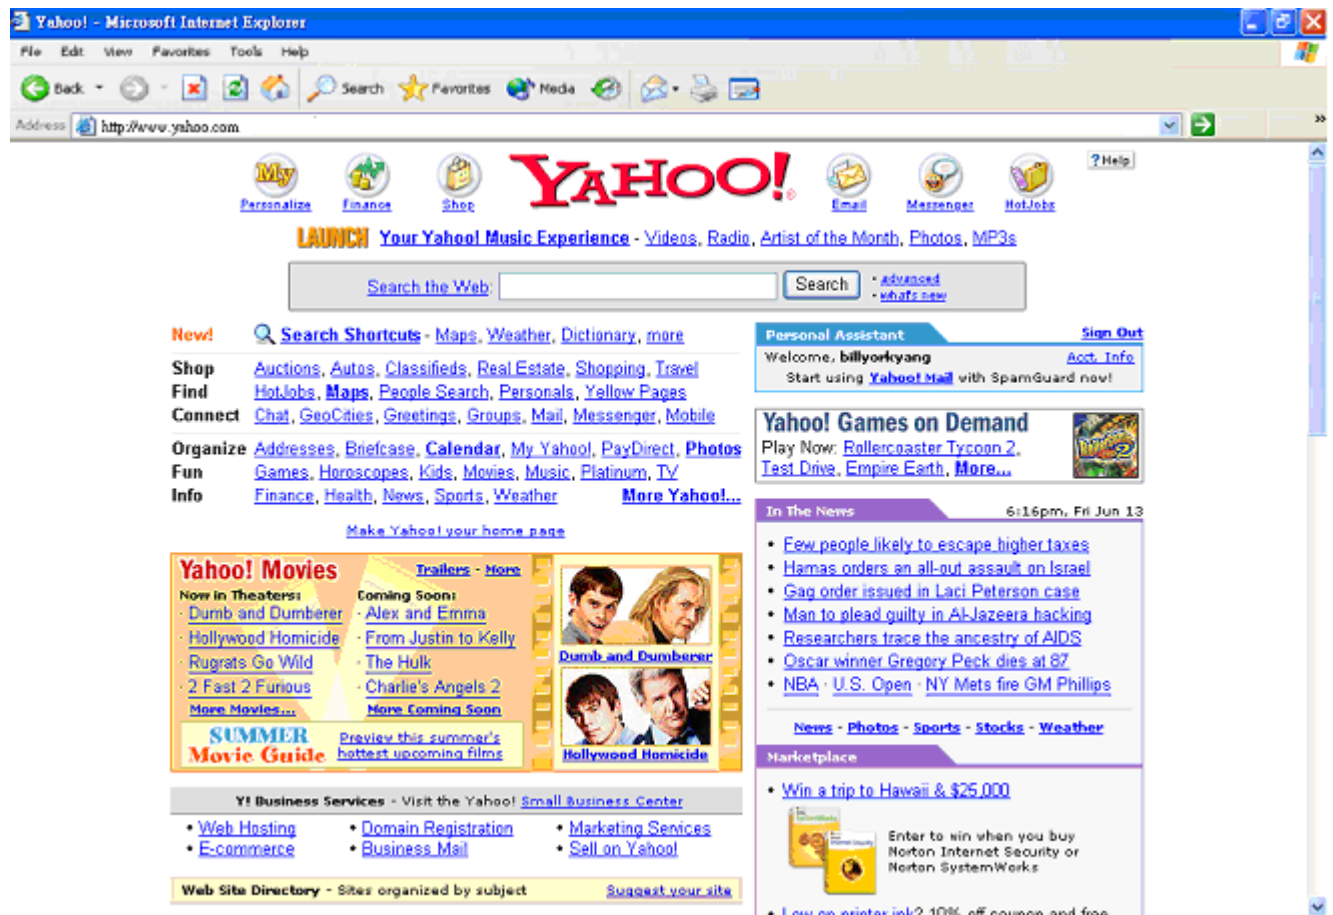 Yahoo! - Microsoft Internet Explorer
File Edit View Favorites Tools Help
Back Search Favorites Media
Address http://www.yahoo.com
My
Personalize Finance Shop YAHOO! Email Messenger HotJobs ? Help
LAUNCH Your Yahoo! Music Experience - Videos, Radio, Artist of the Month, Photos, MP3s
Search the Web: Search · advanced
· what's new
New! Search Shortcuts - Maps, Weather, Dictionary, more
Shop Auctions, Autos, Classifieds, Real Estate, Shopping, Travel
Find HotJobs, Maps, People Search, Personals, Yellow Pages
Connect Chat, GeoCities, Greetings, Groups, Mail, Messenger, Mobile
Organize Addresses, Briefcase, Calendar, My Yahoo!, PayDirect, Photos
Fun Games, Horoscopes, Kids, Movies, Music, Platinum, TV
Info Finance, Health, News, Sports, Weather More Yahoo!...
Make Yahoo! your home page
Yahoo! Movies Trailers - More
Now in Theaters: Coming Soon:
· Dumb and Dumberer · Alex and Emma
· Hollywood Homicide · From Justin to Kelly
· Rugrats Go Wild · The Hulk
· 2 Fast 2 Furious · Charlie's Angels 2
More Movies... More Coming Soon
SUMMER Movie Guide
Preview this summer's
hottest upcoming films
Dumb and Dumberer
Hollywood Homicide
Y! Business Services - Visit the Yahoo! Small Business Center
• Web Hosting • Domain Registration • Marketing Services
• E-commerce • Business Mail • Sell on Yahoo!
Web Site Directory - Sites organized by subject Suggest your site
Personal Assistant Sign Out
Welcome, billyorkyang Acct. Info
Start using Yahoo! Mail with SpamGuard now!
Yahoo! Games on Demand
Play Now: Rollercoaster Tycoon 2,
Test Drive, Empire Earth, More...
In The News 6:16pm, Fri Jun 13
• Few people likely to escape higher taxes
• Hamas orders an all-out assault on Israel
• Gag order issued in Laci Peterson case
• Man to plead guilty in Al-Jazeera hacking
• Researchers trace the ancestry of AIDS
• Oscar winner Gregory Peck dies at 87
• NBA · U.S. Open · NY Mets fire GM Phillips
News - Photos - Sports - Stocks - Weather
Marketplace
• Win a trip to Hawaii & $25,000
Enter to win when you buy
Norton Internet Security or
Norton SystemWorks
• Low on printer ink? 10% off coupon and free